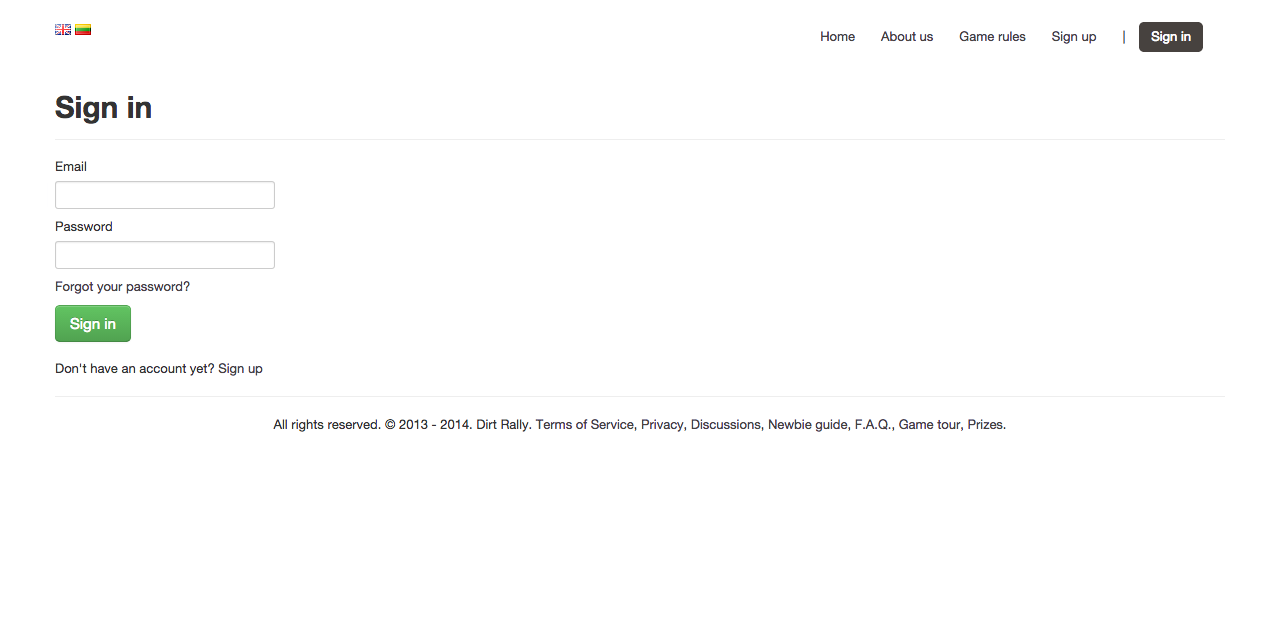 Home About us Game rules Sign up | Sign in
Sign in
Email
Password
Forgot your password?
Sign in
Don't have an account yet? Sign up
All rights reserved. © 2013 - 2014. Dirt Rally. Terms of Service, Privacy, Discussions, Newbie guide, F.A.Q., Game tour, Prizes.